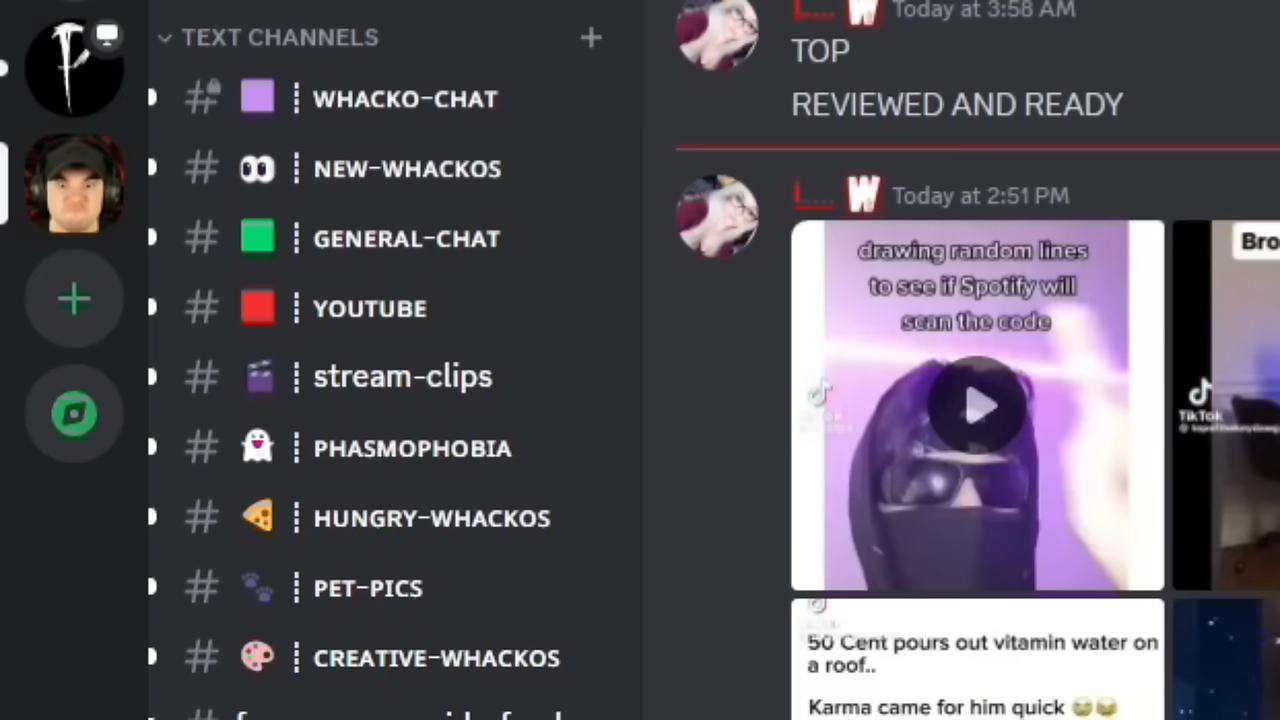 TEXT CHANNELS
WHACKO-CHAT
NEW-WHACKOS
GENERAL-CHAT
YOUTUBE
stream-clips
PHASMOPHOBIA
HUNGRY-WHACKOS
PET-PICS
CREATIVE-WHACKOS
L.... W Today at 3:58 AM
TOP
REVIEWED AND READY
L.... W Today at 2:51 PM
drawing random lines
to see if Spotify will
scan the code
Bro
TikTok
50 Cent pours out vitamin water on
a roof..
Karma came for him quick 😂😂